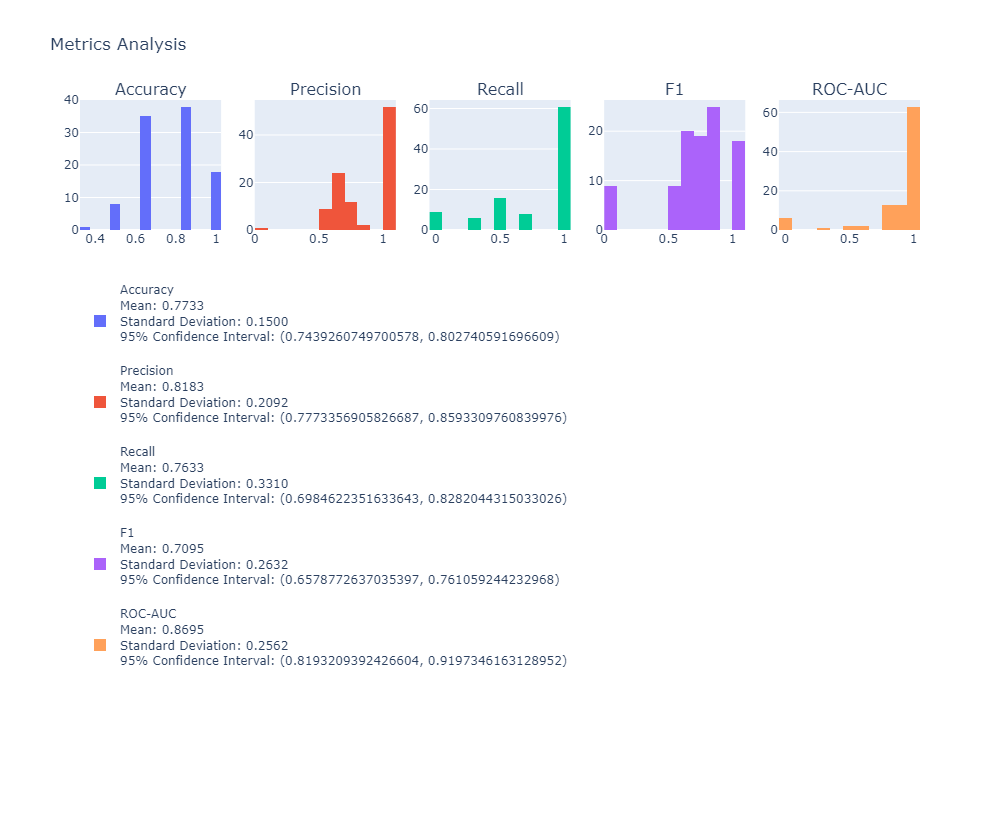 Metrics Analysis
Accuracy Precision Recall F1 ROC-AUC
40
30
20
10
0
0.4 0.6 0.8 1
40
20
0
0 0.5 1
60
40
20
0
0 0.5 1
20
10
0
0 0.5 1
60
40
20
0
0 0.5 1
Accuracy
Mean: 0.7733
Standard Deviation: 0.1500
95% Confidence Interval: (0.7439260749700578, 0.802740591696609)
Precision
Mean: 0.8183
Standard Deviation: 0.2092
95% Confidence Interval: (0.7773356905826687, 0.8593309760839976)
Recall
Mean: 0.7633
Standard Deviation: 0.3310
95% Confidence Interval: (0.6984622351633643, 0.8282044315033026)
F1
Mean: 0.7095
Standard Deviation: 0.2632
95% Confidence Interval: (0.6578772637035397, 0.761059244232968)
ROC-AUC
Mean: 0.8695
Standard Deviation: 0.2562
95% Confidence Interval: (0.8193209392426604, 0.9197346163128952)